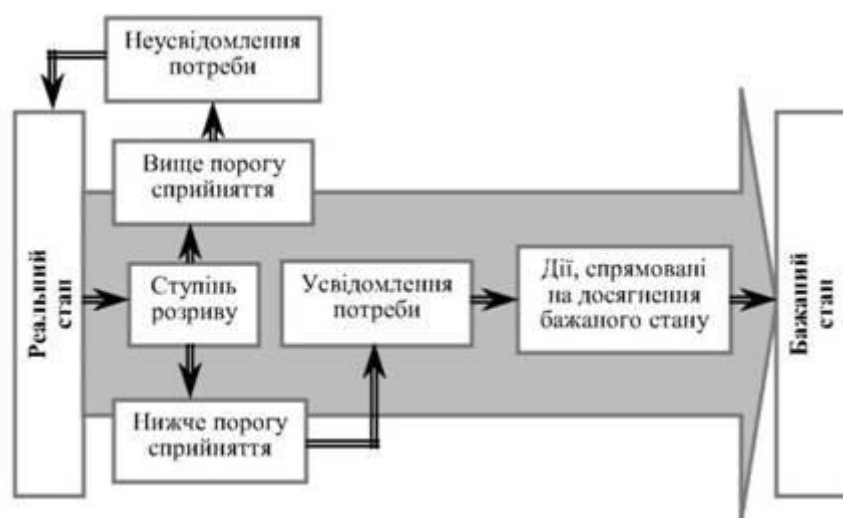 Неусвідомлення
потреби
Вище порогу
сприйняття
Реальний
стан
Ступінь
розриву
Усвідомлення
потреби
Дії, спрямовані
на досягнення
бажаного стану
Бажаний
стан
Нижче порогу
сприйняття